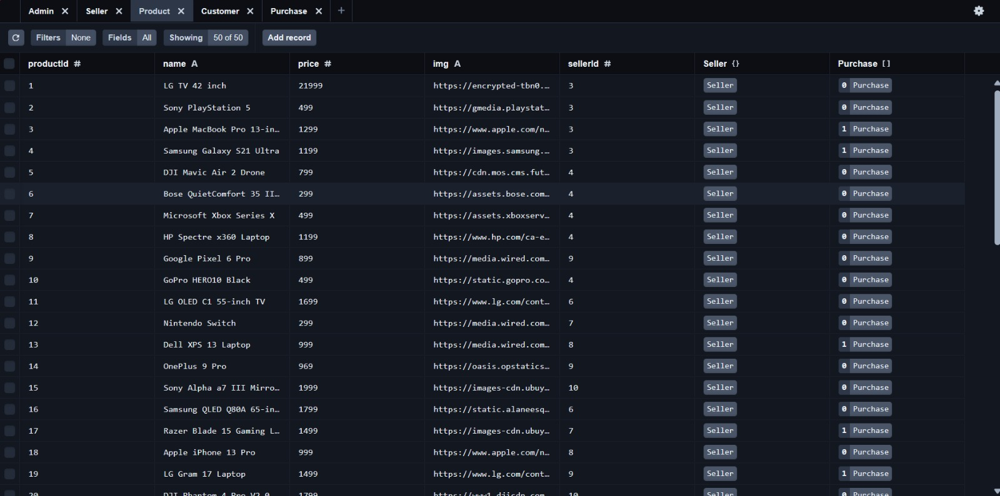 Admin Seller Product Customer Purchase
Filters None Fields All Showing 50 of 50 Add record
productId # name A price # img A sellerId # Seller {} Purchase []
1 LG TV 42 inch 21999 https://encrypted-tbn0.… 3 Seller 0 Purchase
2 Sony PlayStation 5 499 https://gmedia.playstat… 3 Seller 0 Purchase
3 Apple MacBook Pro 13-in… 1299 https://www.apple.com/n… 3 Seller 1 Purchase
4 Samsung Galaxy S21 Ultra 1199 https://images.samsung.… 3 Seller 1 Purchase
5 DJI Mavic Air 2 Drone 799 https://cdn.mos.cms.fut… 4 Seller 0 Purchase
6 Bose QuietComfort 35 II… 299 https://assets.bose.com… 4 Seller 0 Purchase
7 Microsoft Xbox Series X 499 https://assets.xboxserv… 4 Seller 0 Purchase
8 HP Spectre x360 Laptop 1199 https://www.hp.com/ca-e… 4 Seller 0 Purchase
9 Google Pixel 6 Pro 899 https://media.wired.com… 9 Seller 0 Purchase
10 GoPro HERO10 Black 499 https://static.gopro.co… 4 Seller 0 Purchase
11 LG OLED C1 55-inch TV 1699 https://www.lg.com/cont… 6 Seller 0 Purchase
12 Nintendo Switch 299 https://media.wired.com… 7 Seller 0 Purchase
13 Dell XPS 13 Laptop 999 https://media.wired.com… 8 Seller 1 Purchase
14 OnePlus 9 Pro 969 https://oasis.opstatics… 9 Seller 0 Purchase
15 Sony Alpha a7 III Mirro… 1999 https://images-cdn.ubuy… 10 Seller 0 Purchase
16 Samsung QLED Q80A 65-in… 1799 https://static.alaneesq… 6 Seller 0 Purchase
17 Razer Blade 15 Gaming L… 1499 https://images-cdn.ubuy… 7 Seller 1 Purchase
18 Apple iPhone 13 Pro 999 https://www.apple.com/n… 8 Seller 0 Purchase
19 LG Gram 17 Laptop 1499 https://www.lg.com/cont… 9 Seller 1 Purchase
20 DJI Phantom 4 Pro V2.0 1799 https://www1.djicdn.com 10 Seller 0 Purchase